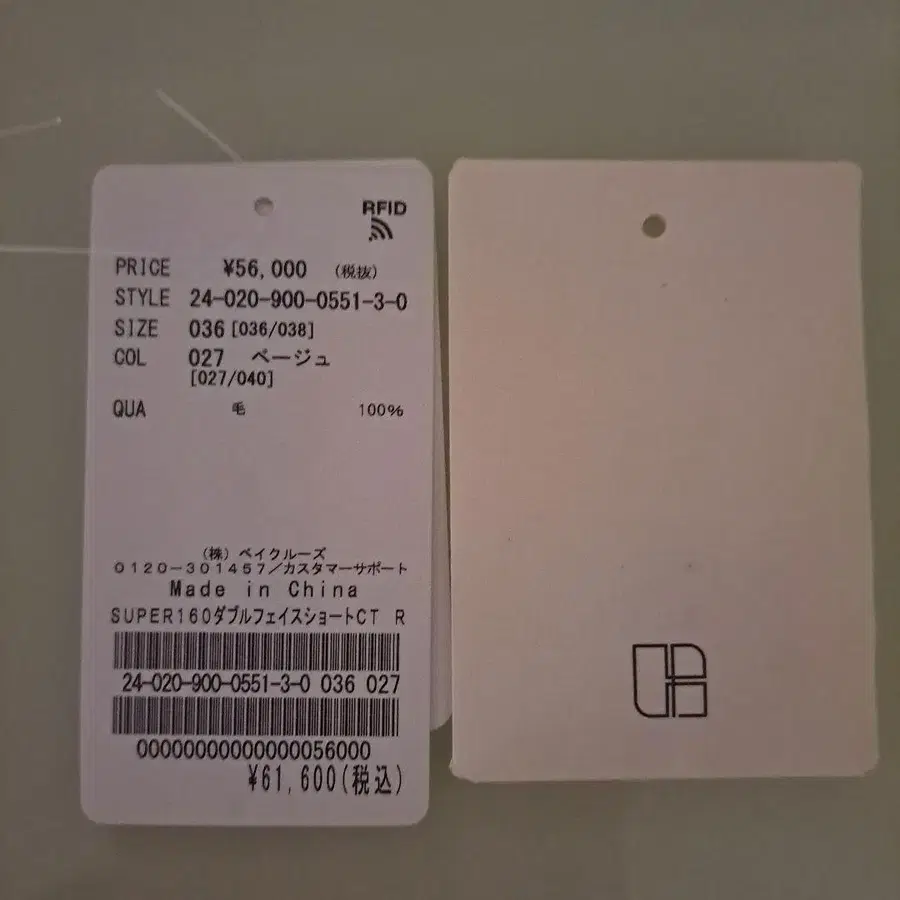 RFID
PRICE ¥56,000 (税抜)
STYLE 24-020-900-0551-3-0
SIZE 036 [036/038]
COL 027 ベージュ
[027/040]
QUA 毛 100%
(株) ベイクルーズ
0120-301457/カスタマーサポート
Made in China
SUPER160ダブルフェイスショートCT R
24-020-900-0551-3-0 036 027
00000000000000056000
¥61,600(税込)